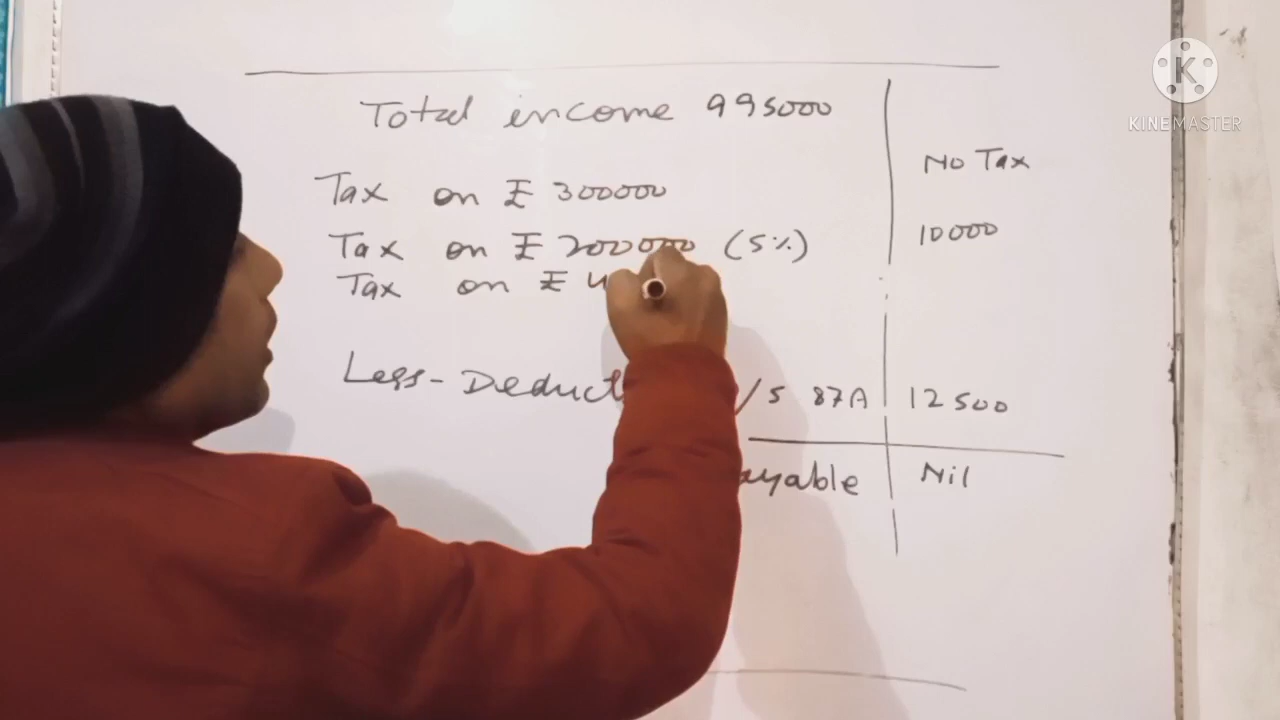 Total income 995000
No Tax
Tax on ₹ 300000
Tax on ₹ 200000 (5%) 10000
Tax on ₹ 4
Less - Deduct /s 87A 12500
ayable Nil
K
KINEMASTER